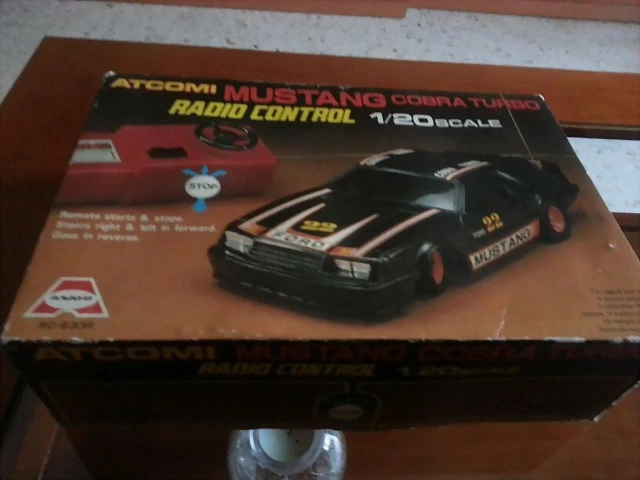 ATCOMI MUSTANG COBRA TURBO
RADIO CONTROL 1/20 SCALE
STOP
Remote starts & stops.
Steers right & left in forward.
Goes in reverse.
22
FORD
22
MUSTANG
ASAHI
ATCOMI MUSTANG COBRA
RADIO CONTROL 1/20 SCALE